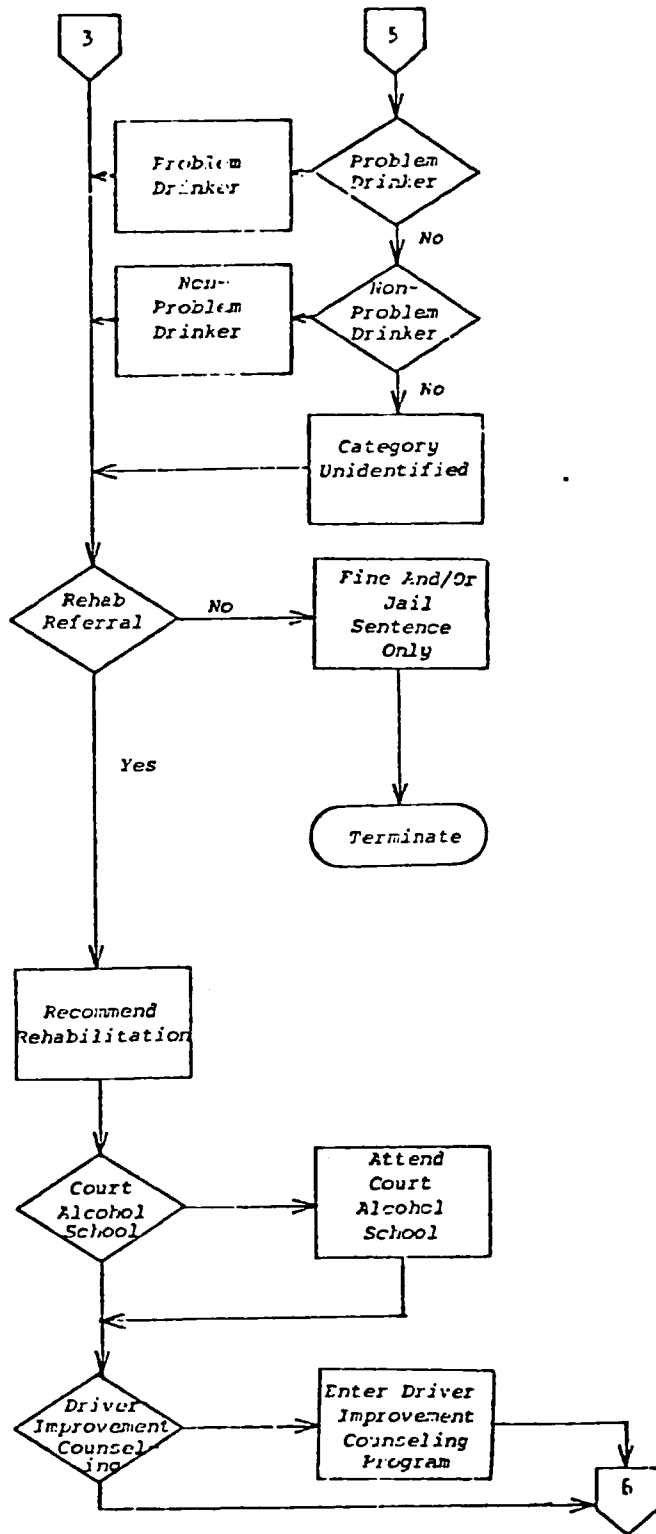 3
5
Problem
Drinker
Problem
Drinker
No
Non-
Problem
Drinker
Non-
Problem
Drinker
No
Category
Unidentified
Rehab
Referral
No
Fine And/Or
Jail
Sentence
Only
Yes
Terminate
Recommend
Rehabilitation
Court
Alcohol
School
Attend
Court
Alcohol
School
Driver
Improvement
Counsel-
ing
Enter Driver
Improvement
Counseling
Program
6